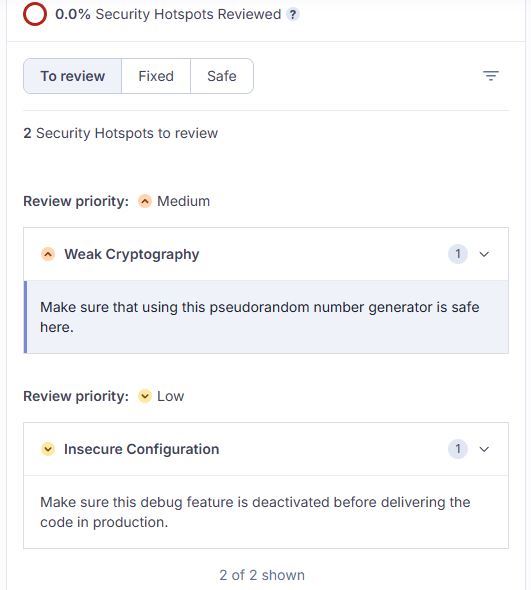 0.0% Security Hotspots Reviewed ?
To review Fixed Safe
2 Security Hotspots to review
Review priority: Medium
Weak Cryptography 1
Make sure that using this pseudorandom number generator is safe
here.
Review priority: Low
Insecure Configuration 1
Make sure this debug feature is deactivated before delivering the
code in production.
2 of 2 shown